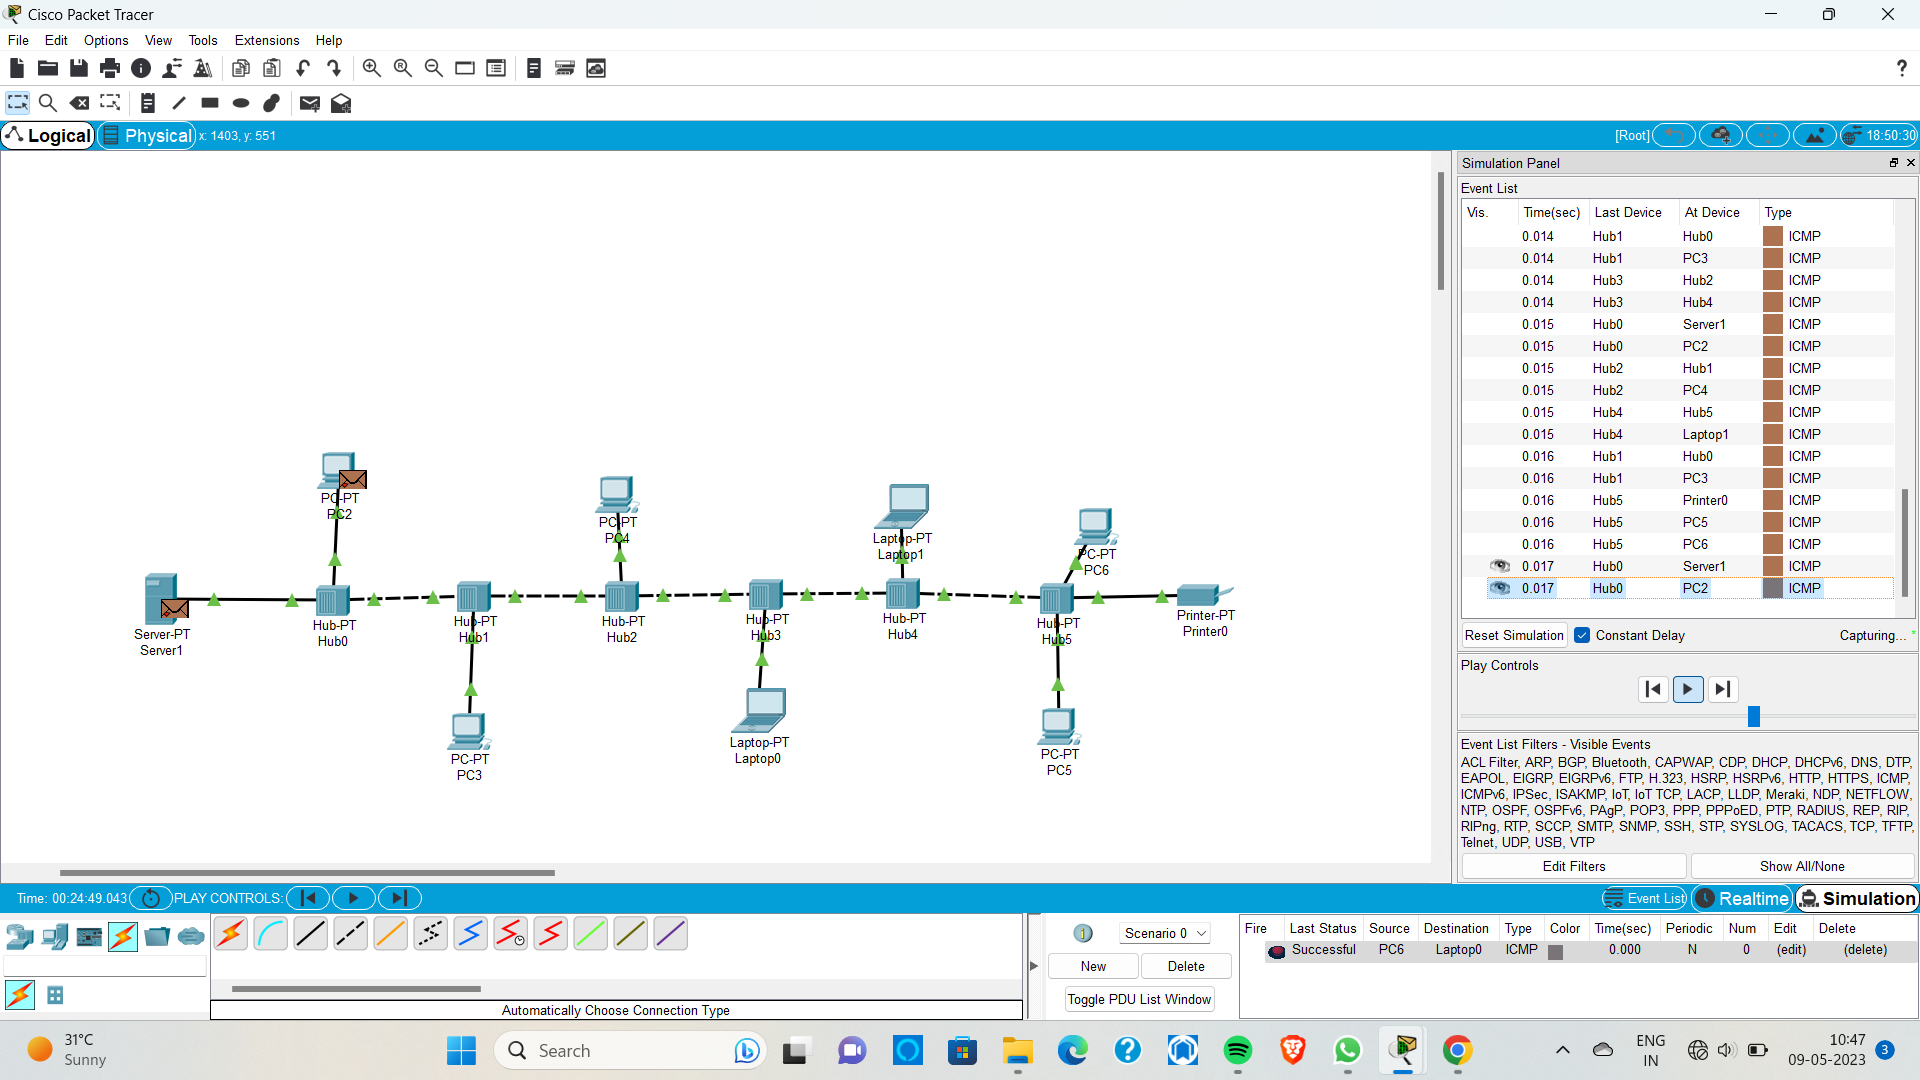 Cisco Packet Tracer
File Edit Options View Tools Extensions Help
?
Logical Physical x: 1403, y: 551 [Root] 18:50:30
Simulation Panel
Event List
Vis. Time(sec) Last Device At Device Type
0.014 Hub1 Hub0 ICMP
0.014 Hub1 PC3 ICMP
0.014 Hub3 Hub2 ICMP
0.014 Hub3 Hub4 ICMP
0.015 Hub0 Server1 ICMP
0.015 Hub0 PC2 ICMP
0.015 Hub2 Hub1 ICMP
0.015 Hub2 PC4 ICMP
0.015 Hub4 Hub5 ICMP
0.015 Hub4 Laptop1 ICMP
0.016 Hub1 Hub0 ICMP
0.016 Hub1 PC3 ICMP
0.016 Hub5 Printer0 ICMP
0.016 Hub5 PC5 ICMP
0.016 Hub5 PC6 ICMP
0.017 Hub0 Server1 ICMP
0.017 Hub0 PC2 ICMP
Reset Simulation Constant Delay Capturing...
Play Controls
Event List Filters - Visible Events
ACL Filter, ARP, BGP, Bluetooth, CAPWAP, CDP, DHCP, DHCPv6, DNS, DTP,
EAPOL, EIGRP, EIGRPv6, FTP, H.323, HSRP, HSRPv6, HTTP, HTTPS, ICMP,
ICMPv6, IPSec, ISAKMP, IoT, IoT TCP, LACP, LLDP, Meraki, NDP, NETFLOW,
NTP, OSPF, OSPFv6, PAgP, POP3, PPP, PPPoED, PTP, RADIUS, REP, RIP,
RIPng, RTP, SCCP, SMTP, SNMP, SSH, STP, SYSLOG, TACACS, TCP, TFTP,
Telnet, UDP, USB, VTP
Edit Filters Show All/None
PC-PT
PC2
PC-PT
PC4
Laptop-PT
Laptop1
PC-PT
PC6
Server-PT
Server1
Hub-PT
Hub0
Hub-PT
Hub1
Hub-PT
Hub2
Hub-PT
Hub3
Hub-PT
Hub4
Hub-PT
Hub5
Printer-PT
Printer0
PC-PT
PC3
Laptop-PT
Laptop0
PC-PT
PC5
Time: 00:24:49.043 PLAY CONTROLS: Event List Realtime Simulation
Automatically Choose Connection Type
1 Scenario 0
New Delete
Toggle PDU List Window
Fire Last Status Source Destination Type Color Time(sec) Periodic Num Edit Delete
Successful PC6 Laptop0 ICMP 0.000 N 0 (edit) (delete)
31°C
Sunny
Search
ENG
IN
10:47
09-05-2023
3